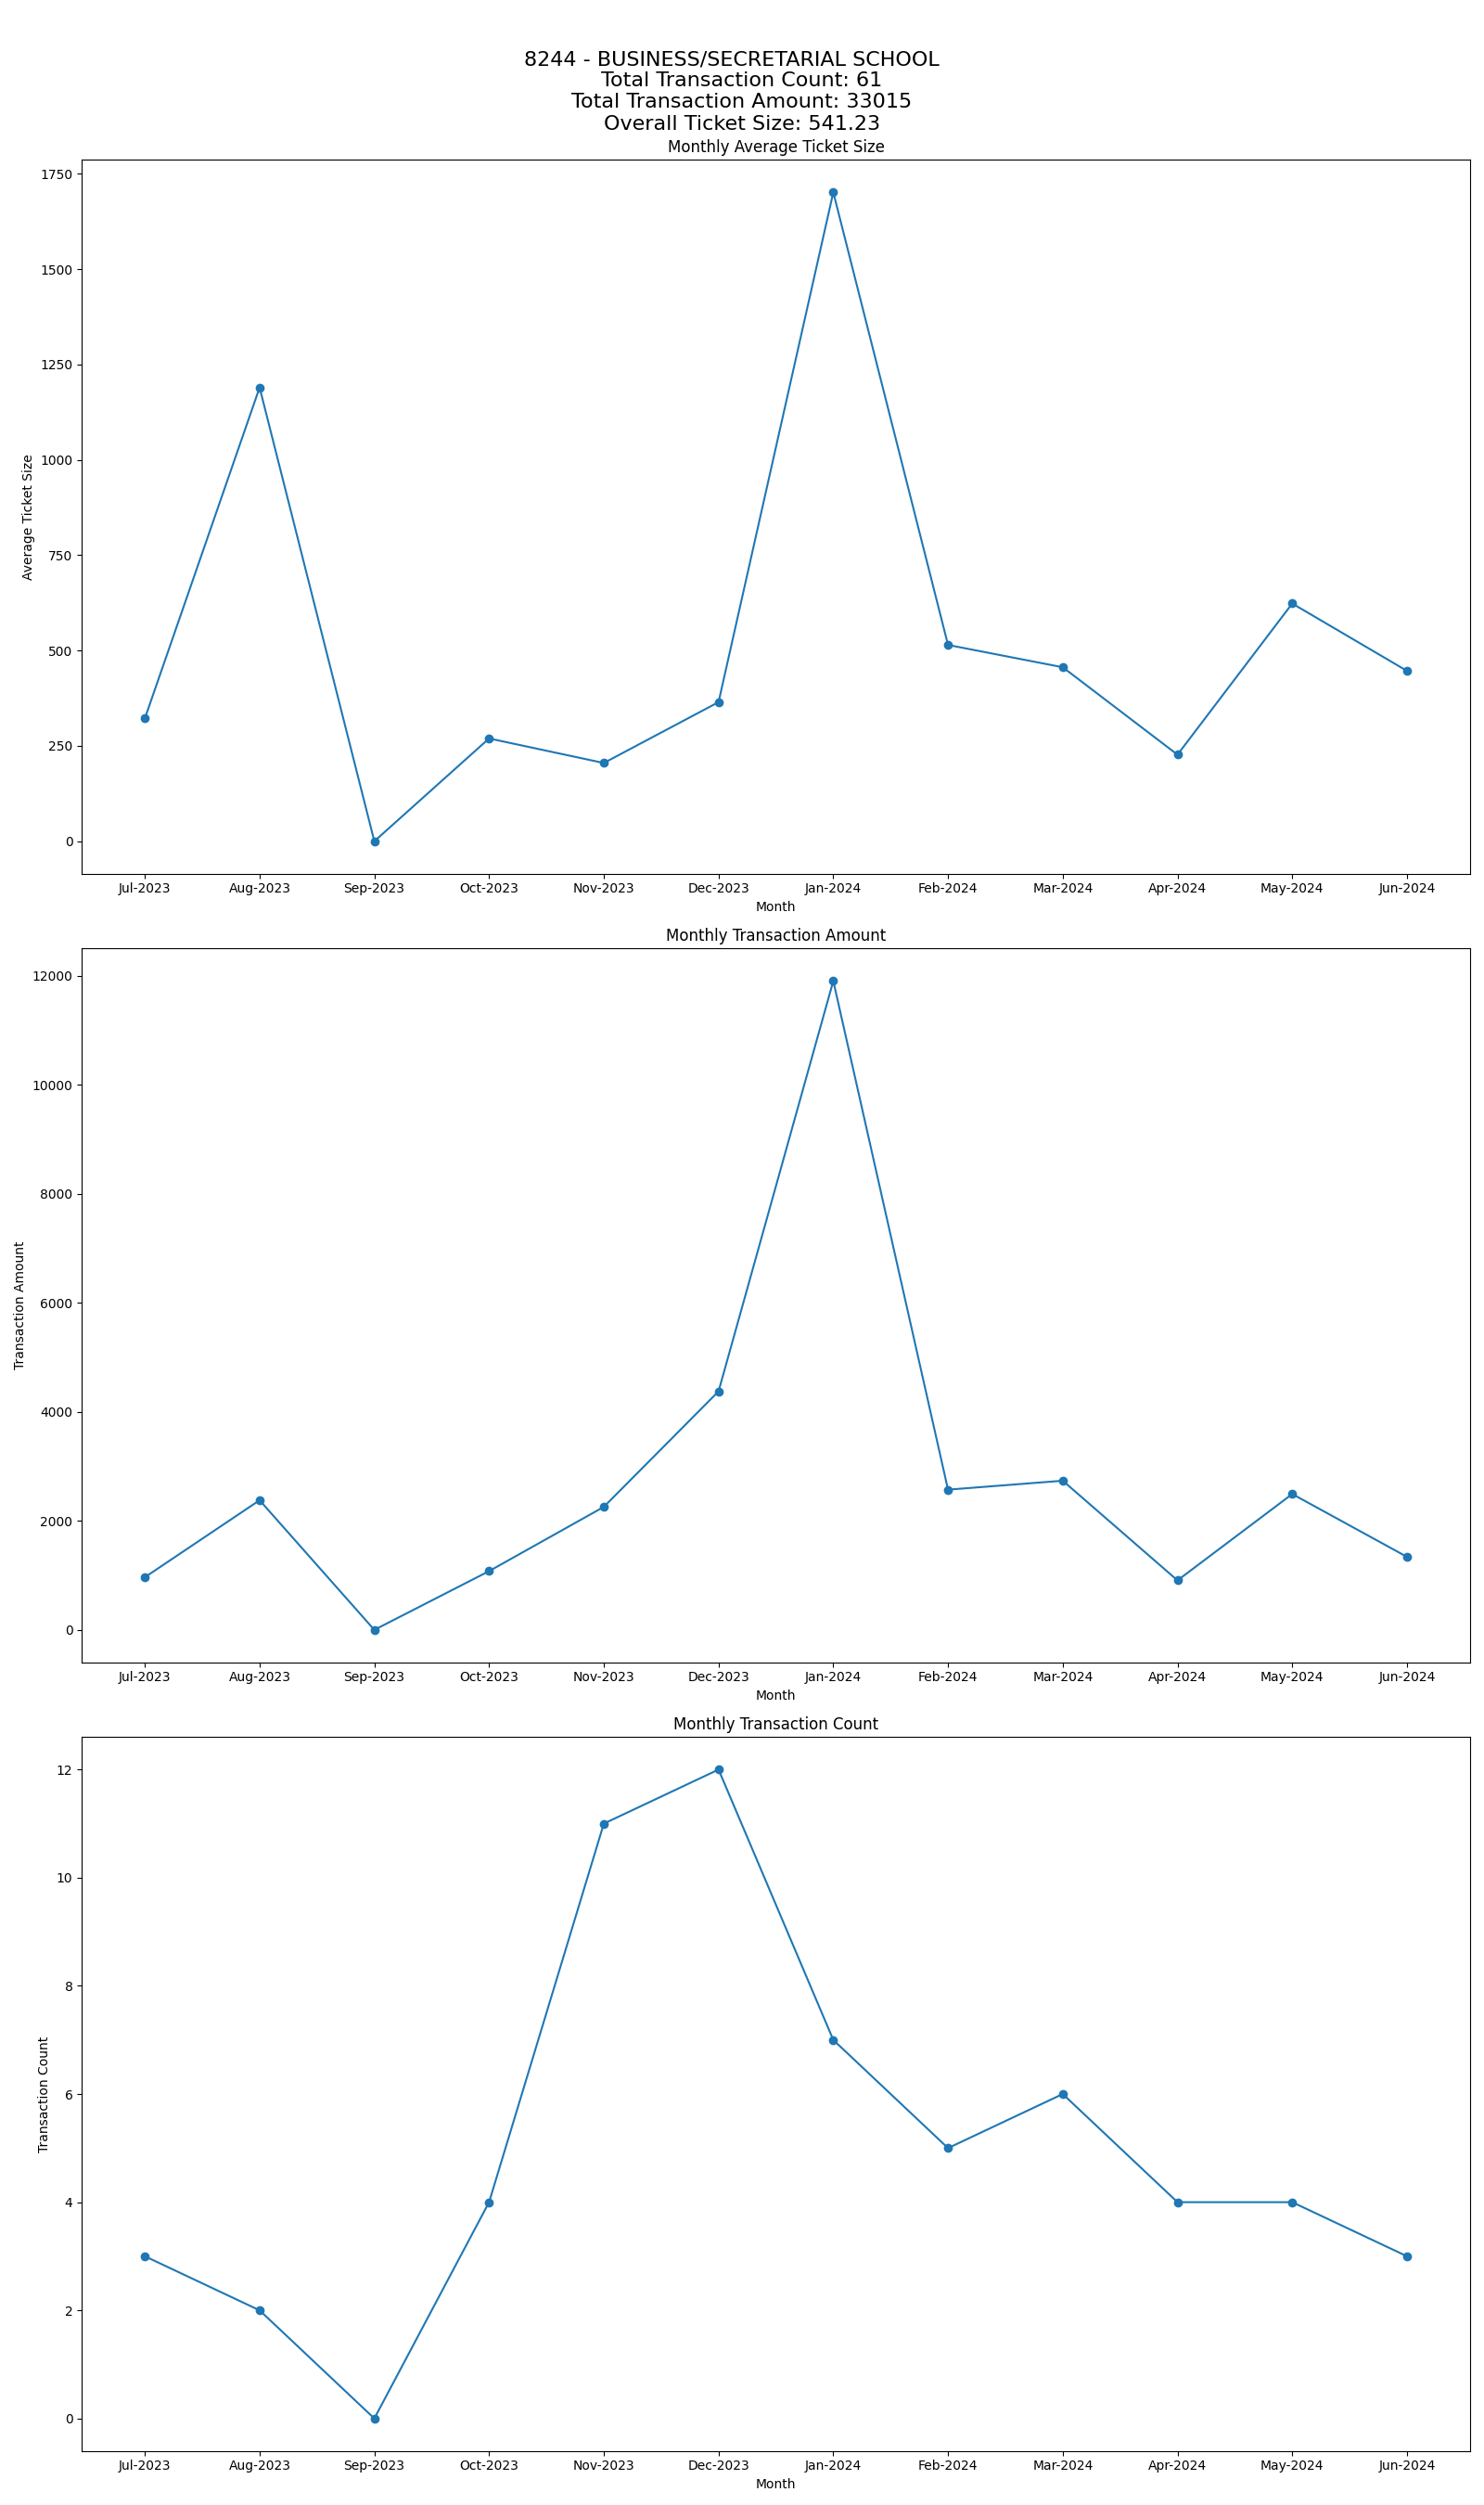 8244 - BUSINESS/SECRETARIAL SCHOOL
Total Transaction Count: 61
Total Transaction Amount: 33015
Overall Ticket Size: 541.23
Monthly Average Ticket Size
1750
1500
1250
1000
750
500
250
0
Average Ticket Size
Jul-2023 Aug-2023 Sep-2023 Oct-2023 Nov-2023 Dec-2023 Jan-2024 Feb-2024 Mar-2024 Apr-2024 May-2024 Jun-2024
Month
Monthly Transaction Amount
12000
10000
8000
6000
4000
2000
0
Transaction Amount
Jul-2023 Aug-2023 Sep-2023 Oct-2023 Nov-2023 Dec-2023 Jan-2024 Feb-2024 Mar-2024 Apr-2024 May-2024 Jun-2024
Month
Monthly Transaction Count
12
10
8
6
4
2
0
Transaction Count
Jul-2023 Aug-2023 Sep-2023 Oct-2023 Nov-2023 Dec-2023 Jan-2024 Feb-2024 Mar-2024 Apr-2024 May-2024 Jun-2024
Month